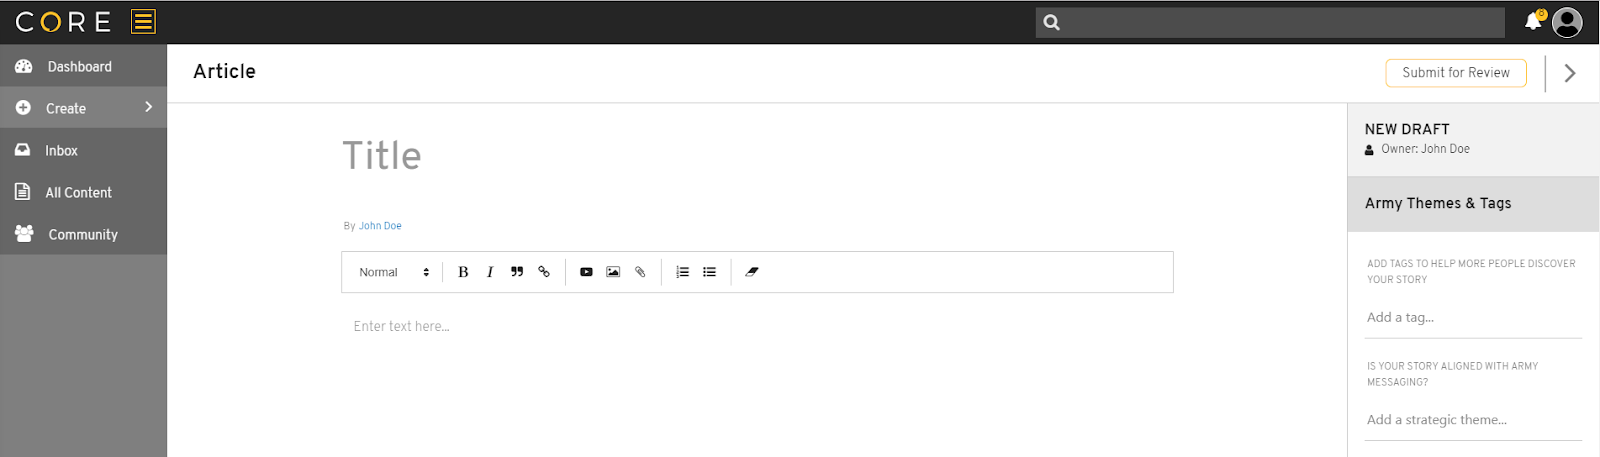 CORE
Dashboard
Create
Inbox
All Content
Community
Article
Submit for Review
Title
By John Doe
Normal
B I
Enter text here...
NEW DRAFT
Owner: John Doe
Army Themes & Tags
ADD TAGS TO HELP MORE PEOPLE DISCOVER
YOUR STORY
Add a tag...
IS YOUR STORY ALIGNED WITH ARMY
MESSAGING?
Add a strategic theme...